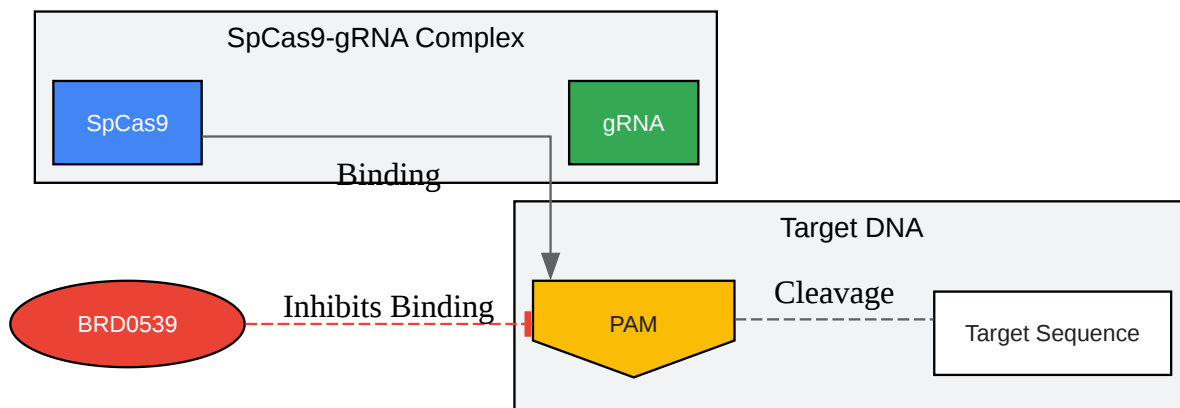 SpCas9-gRNA Complex
SpCas9
gRNA
Binding
Target DNA
BRD0539
Inhibits Binding
PAM
Cleavage
Target Sequence